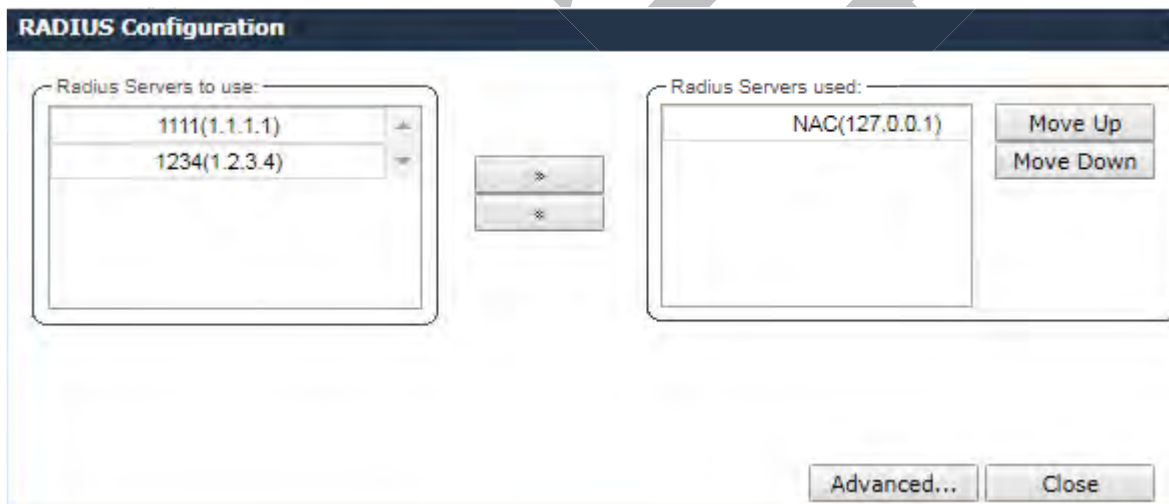 RADIUS Configuration
Radius Servers to use:
1111(1.1.1.1)
1234(1.2.3.4)
»
«
Radius Servers used:
NAC(127.0.0.1)
Move Up
Move Down
Advanced...
Close